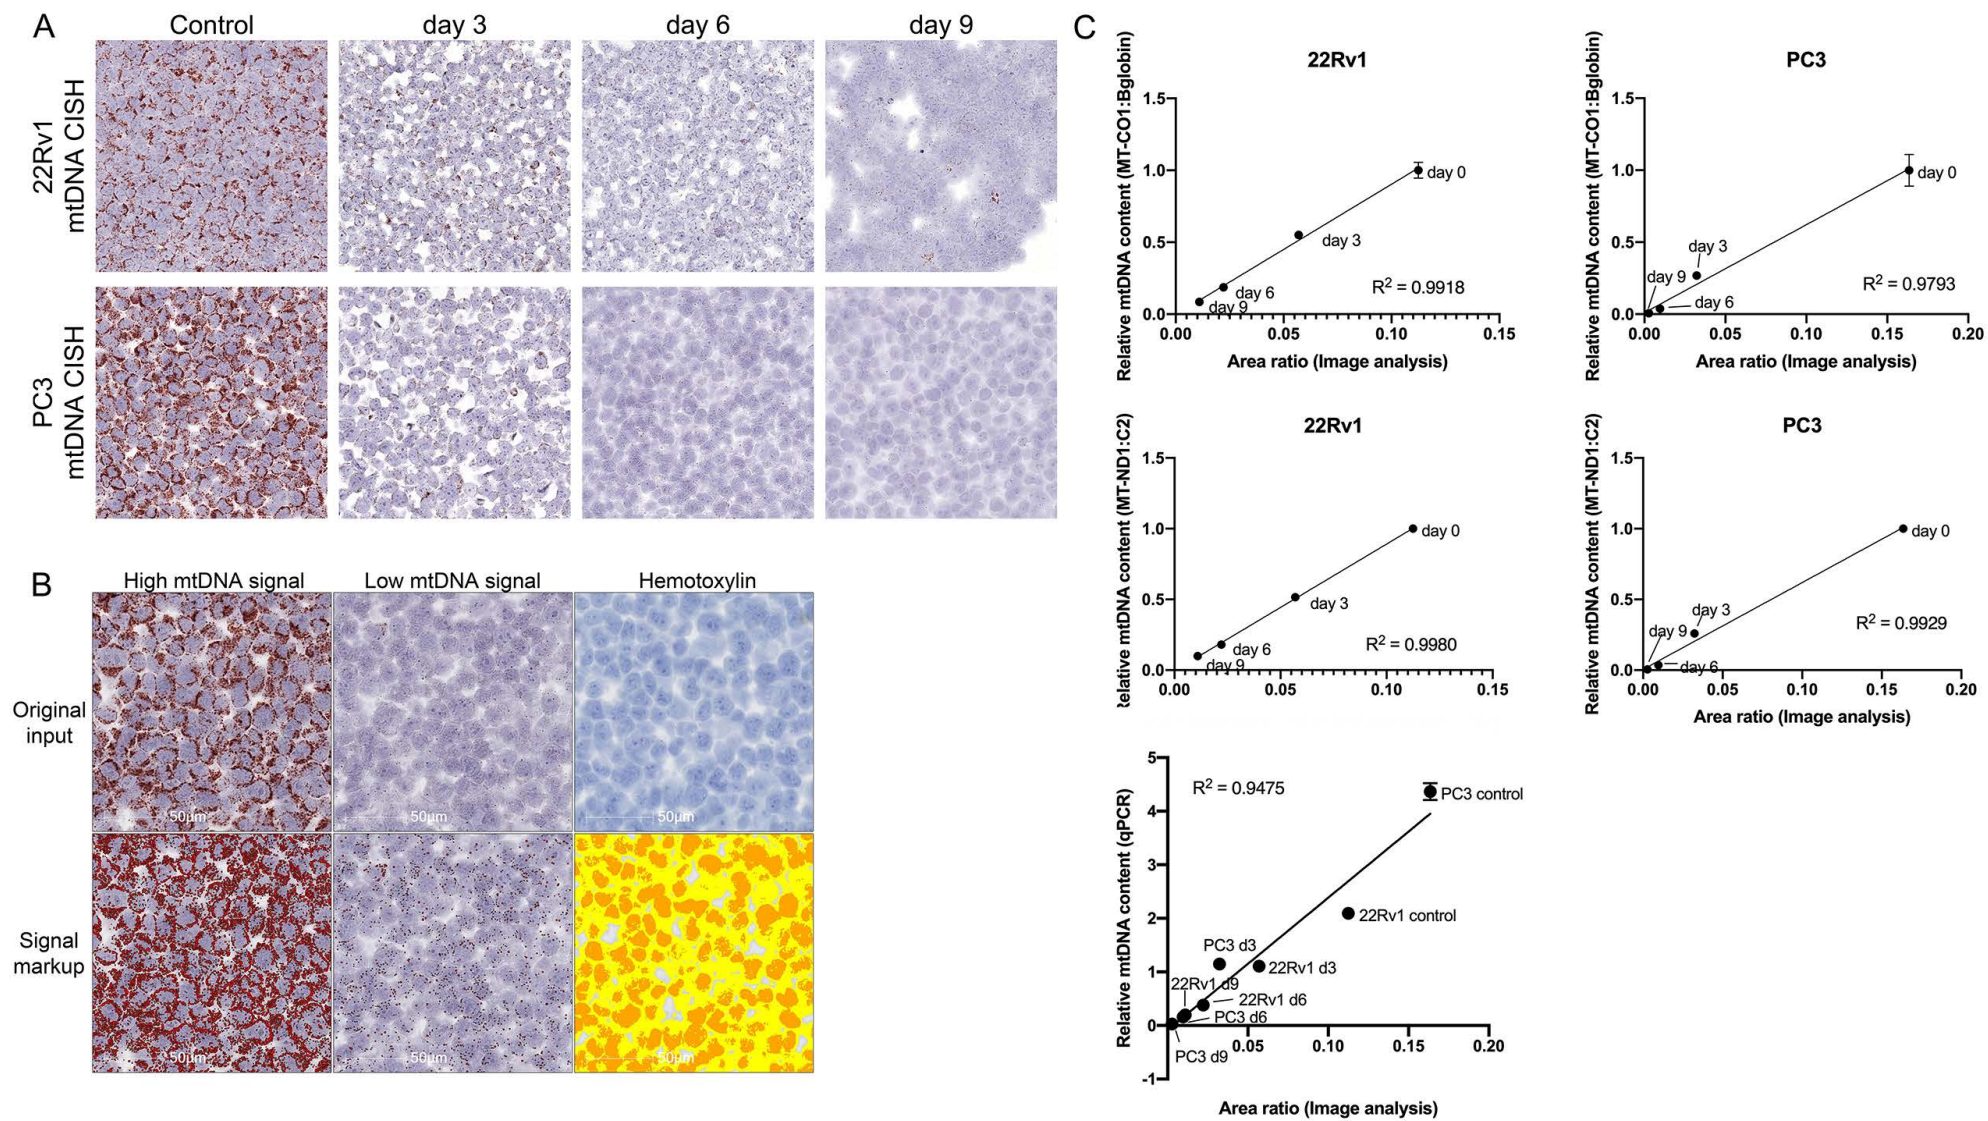 A
Control
day 3
day 6
day 9
22Rv1
mtDNA CISH
PC3
mtDNA CISH
B
High mtDNA signal
Low mtDNA signal
Hemotoxylin
Original
input
50µm
50µm
50µm
Signal
markup
50µm
50µm
50µm
C
22Rv1
Relative mtDNA content (MT-CO1:Bglobin)
1.5
1.0
0.5
0.0
day 0
day 3
day 6
day 9
R² = 0.9918
0.00
0.05
0.10
0.15
Area ratio (Image analysis)
PC3
Relative mtDNA content (MT-CO1:Bglobin)
1.5
1.0
0.5
0.0
day 0
day 3
day 9
day 6
R² = 0.9793
0.00
0.05
0.10
0.15
0.20
Area ratio (Image analysis)
22Rv1
Relative mtDNA content (MT-ND1:C2)
1.5
1.0
0.5
0.0
day 0
day 3
day 6
day 9
R² = 0.9980
0.00
0.05
0.10
0.15
PC3
Relative mtDNA content (MT-ND1:C2)
1.5
1.0
0.5
0.0
day 0
day 3
day 9
day 6
R² = 0.9929
0.00
0.05
0.10
0.15
0.20
Area ratio (Image analysis)
Relative mtDNA content (qPCR)
5
4
3
2
1
0
-1
R² = 0.9475
PC3 control
22Rv1 control
PC3 d3
22Rv1 d3
22Rv1 d9
22Rv1 d6
PC3 d6
PC3 d9
0.05
0.10
0.15
0.20
Area ratio (Image analysis)